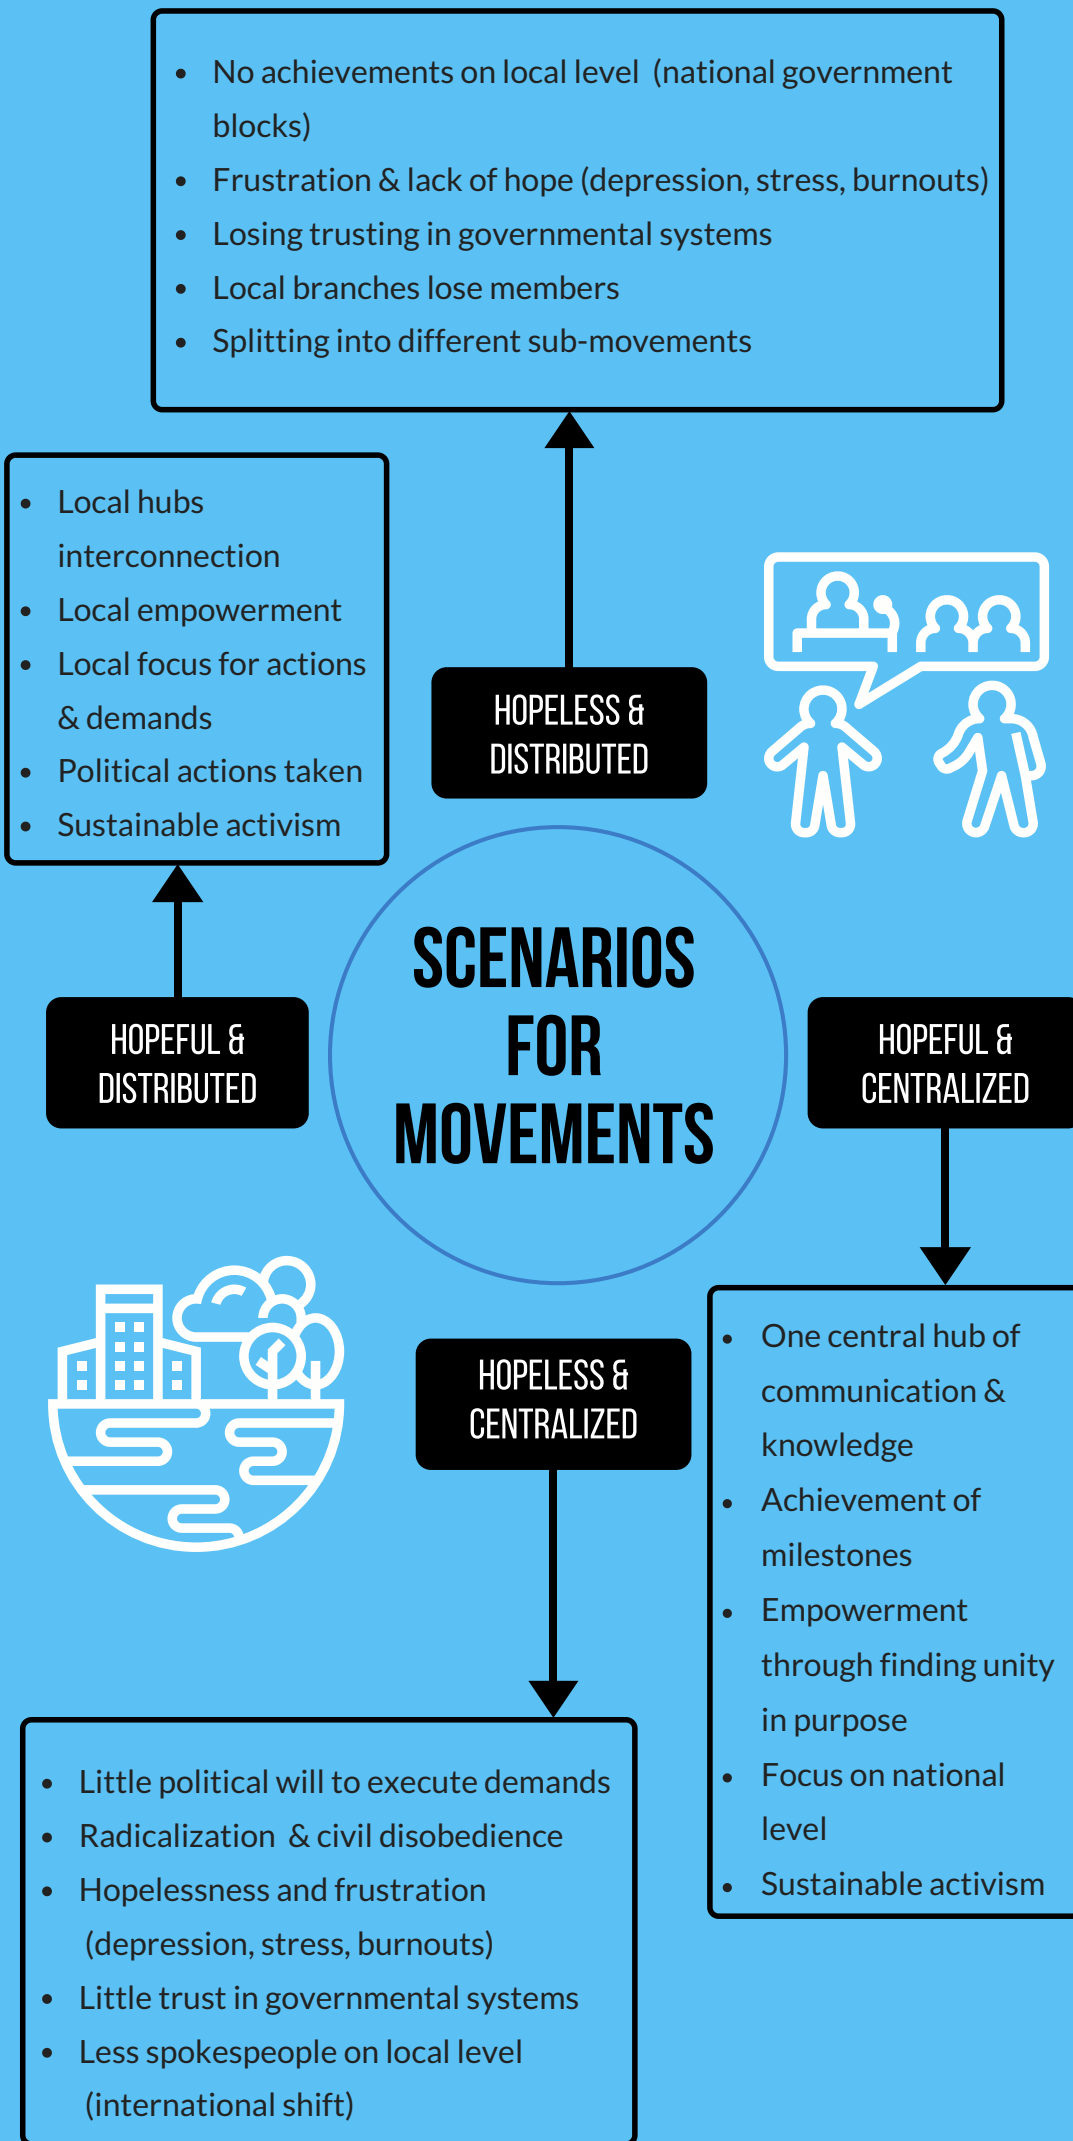 • No achievements on local level (national government
blocks)
• Frustration & lack of hope (depression, stress, burnouts)
• Losing trusting in governmental systems
• Local branches lose members
• Splitting into different sub-movements
• Local hubs
interconnection
• Local empowerment
• Local focus for actions
& demands
• Political actions taken
• Sustainable activism
HOPELESS &
DISTRIBUTED
SCENARIOS
FOR
MOVEMENTS
HOPEFUL &
DISTRIBUTED
HOPEFUL &
CENTRALIZED
HOPELESS &
CENTRALIZED
• One central hub of
communication &
knowledge
• Achievement of
milestones
• Empowerment
through finding unity
in purpose
• Focus on national
level
• Sustainable activism
• Little political will to execute demands
• Radicalization & civil disobedience
• Hopelessness and frustration
(depression, stress, burnouts)
• Little trust in governmental systems
• Less spokespeople on local level
(international shift)